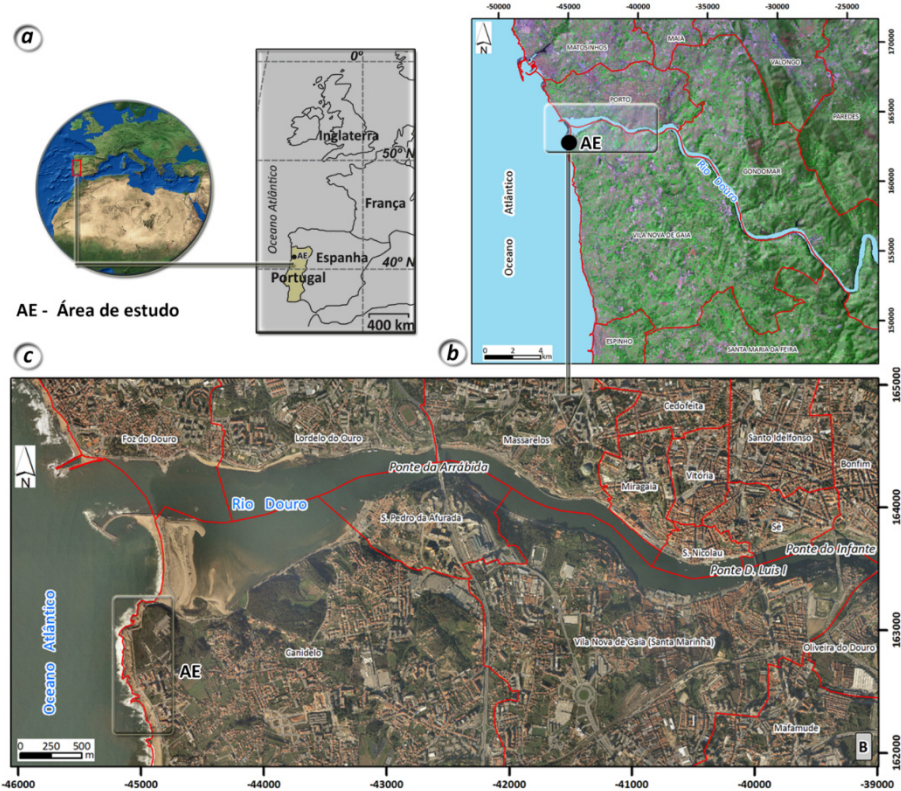 a
0º
Inglaterra
50º N
Oceano Atlântico
França
AE
Espanha
40º N
Portugal
400 km
AE - Área de estudo
-50000 -45000 -40000 -35000 -30000 -25000
170000
165000
160000
155000
150000
N
MATOSINHOS
MAIA
VALONGO
PORTO
PAREDES
AE
GONDOMAR
Rio Douro
Oceano Atlântico
VILA NOVA DE GAIA
ESPINHO
SANTA MARIA DA FEIRA
0 2 4
km
b
c
N
Foz do Douro
Lordelo do Ouro
Massarelos
Cedofeita
Santo Idelfonso
Bonfim
Ponte da Arrábida
Miragaia
Vitória
Rio Douro
S. Pedro da Afurada
Sé
S. Nicolau
Ponte do Infante
Ponte D. Luis I
Oceano Atlântico
AE
Canidelo
Vila Nova de Gaia (Santa Marinha)
Oliveira do Douro
Mafamude
0 250 500
m
B
165000
164000
163000
162000
-46000 -45000 -44000 -43000 -42000 -41000 -40000 -39000